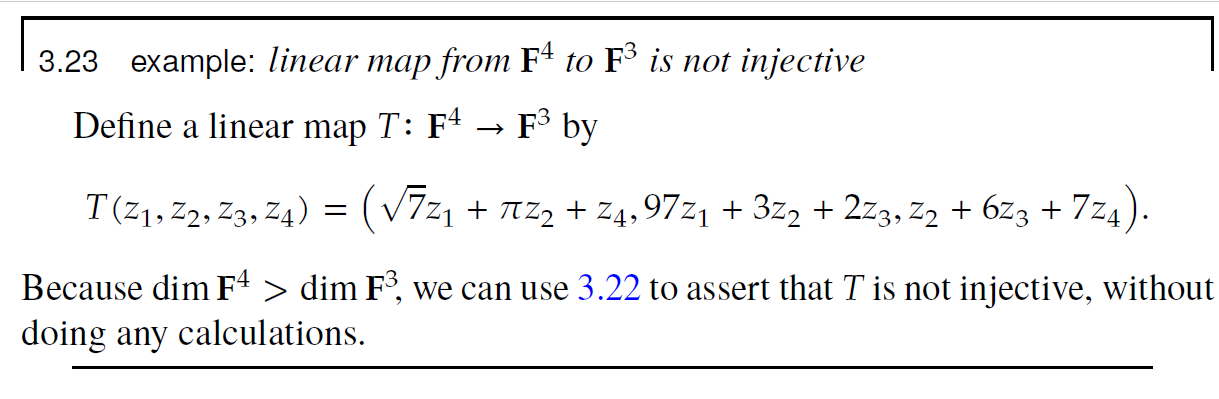 3.23 example: linear map from F⁴ to F³ is not injective
Define a linear map T: F⁴ → F³ by
T(z₁, z₂, z₃, z₄) = (√7z₁ + πz₂ + z₄, 97z₁ + 3z₂ + 2z₃, z₂ + 6z₃ + 7z₄).
Because dim F⁴ > dim F³, we can use 3.22 to assert that T is not injective, without
doing any calculations.